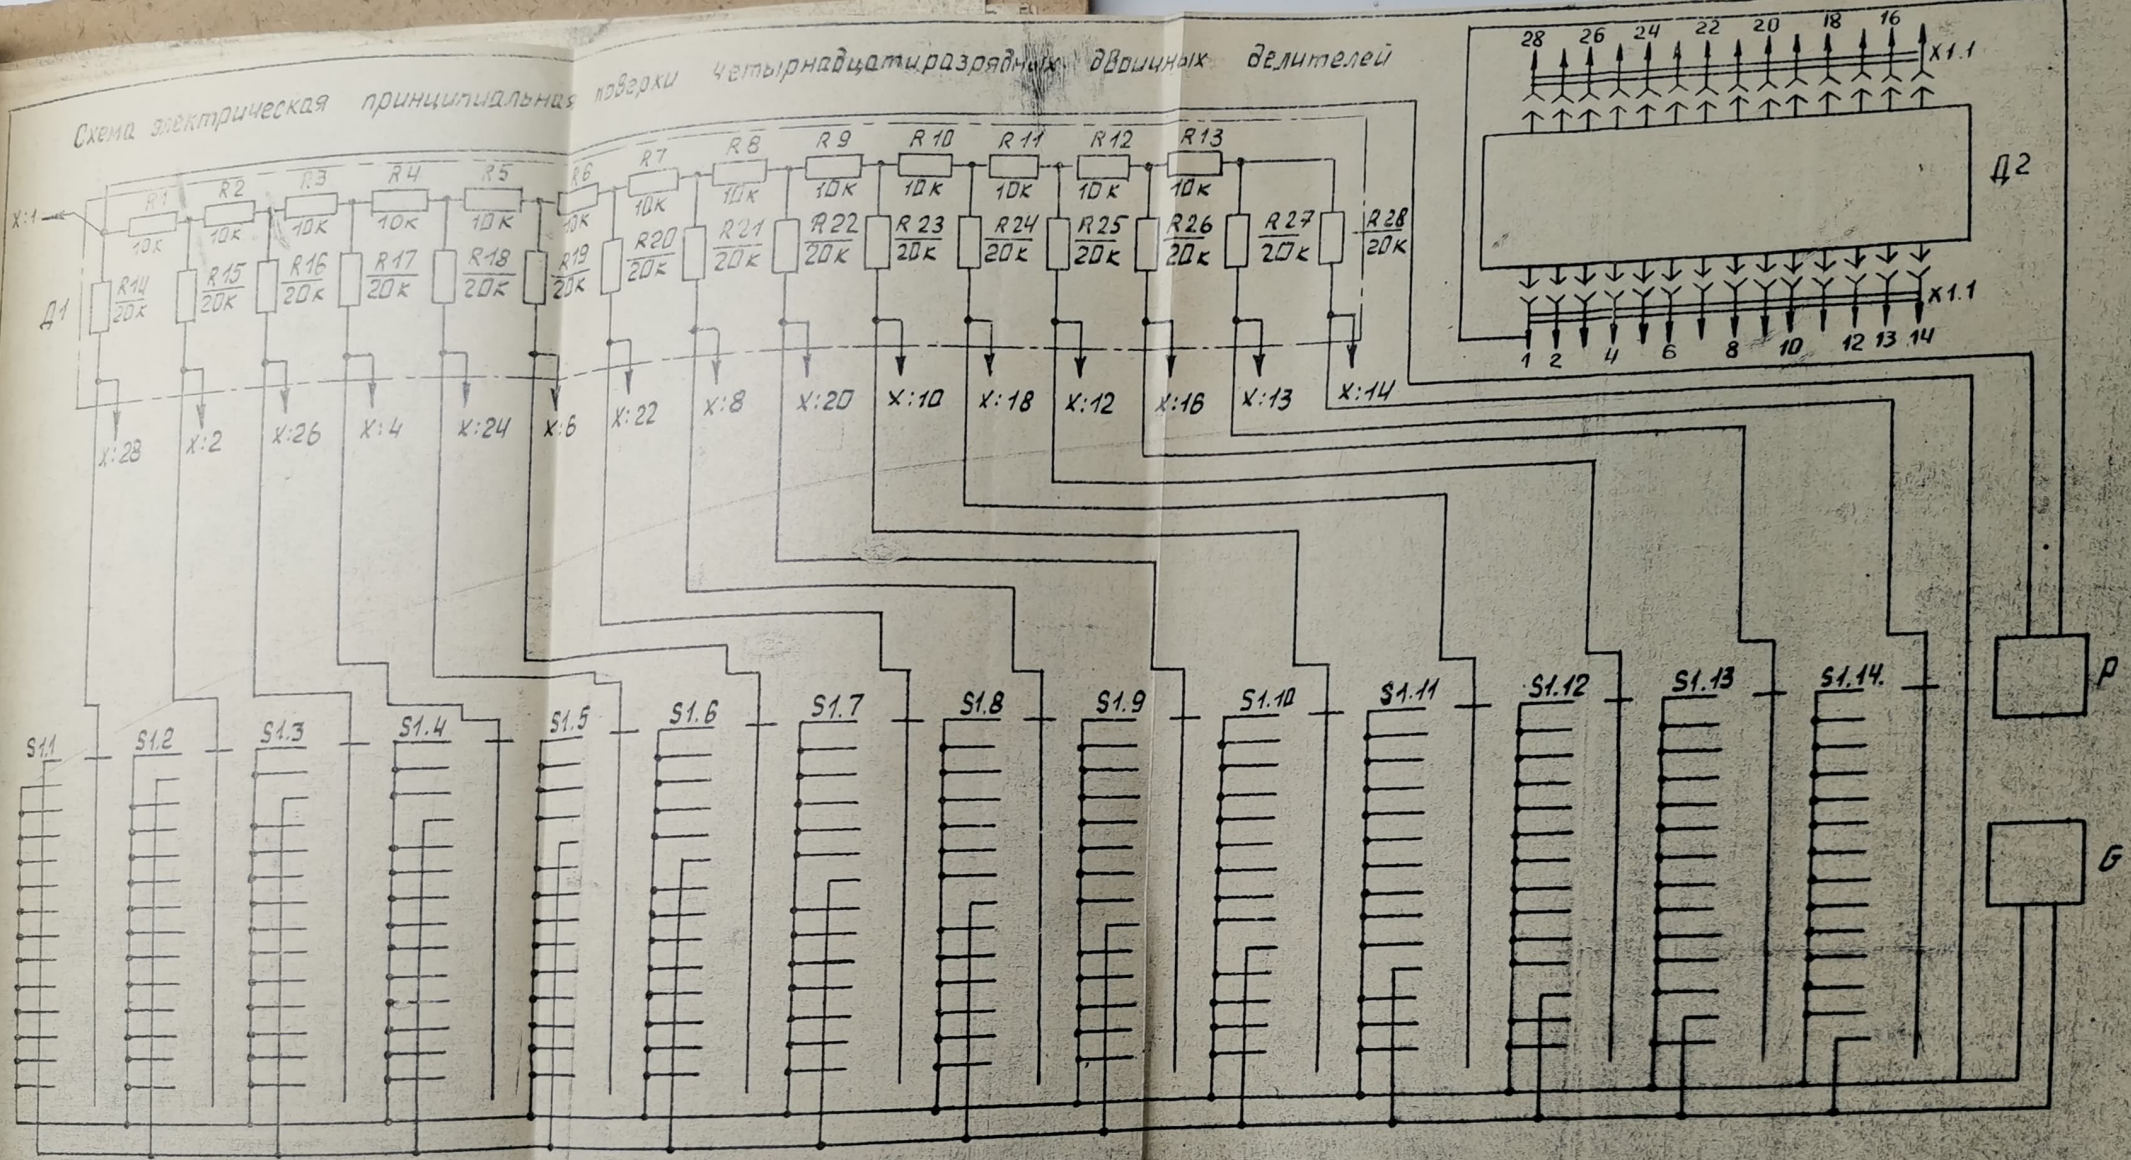 Схема электрическая принципиальная поверки четырнадцатиразрядных двоичных делителей
28 26 24 22 20 18 16
X1.1
Д2
X1.1
1 2 4 6 8 10 12 13 14
R1 R2 R3 R4 R5 R6 R7 R8 R9 R10 R11 R12 R13
10к 10к 10к 10к 10к 10к 10к 10к 10к 10к 10к 10к 10к
X:1
Д1
R14 R15 R16 R17 R18 R19 R20 R21 R22 R23 R24 R25 R26 R27 R28
20к 20к 20к 20к 20к 20к 20к 20к 20к 20к 20к 20к 20к 20к 20к
X:28 X:2 X:26 X:4 X:24 X:6 X:22 X:8 X:20 X:10 X:18 X:12 X:16 X:13 X:14
S1.1 S1.2 S1.3 S1.4 S1.5 S1.6 S1.7 S1.8 S1.9 S1.10 S1.11 S1.12 S1.13 S1.14.
P
G